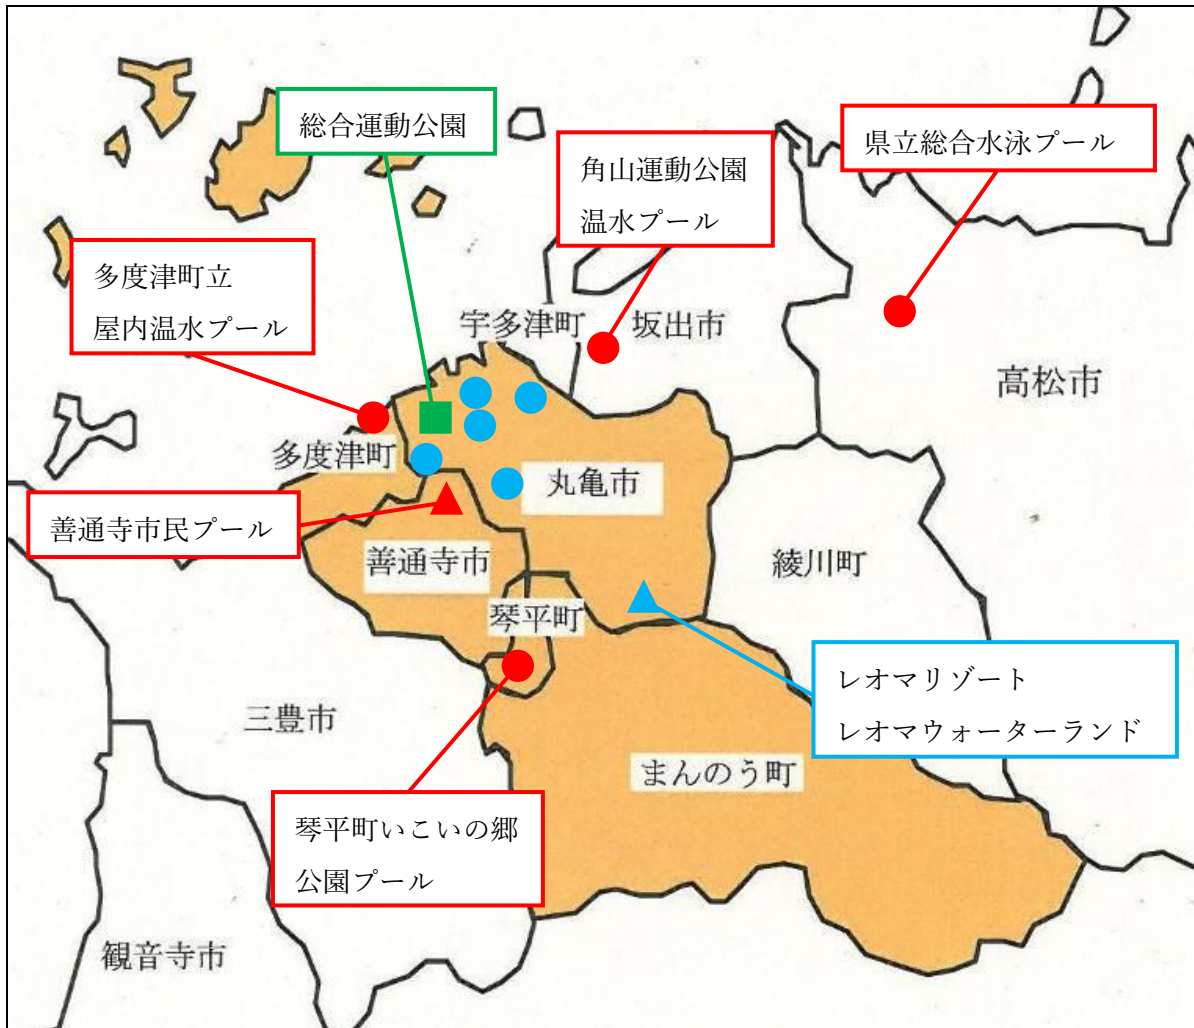 総合運動公園
県立総合水泳プール
角山運動公園
温水プール
多度津町立
屋内温水プール
宇多津町
坂出市
高松市
多度津町
丸亀市
善通寺市民プール
善通寺市
綾川町
琴平町
レオマリゾート
レオマウォーターランド
三豊市
まんのう町
琴平町いこいの郷
公園プール
観音寺市